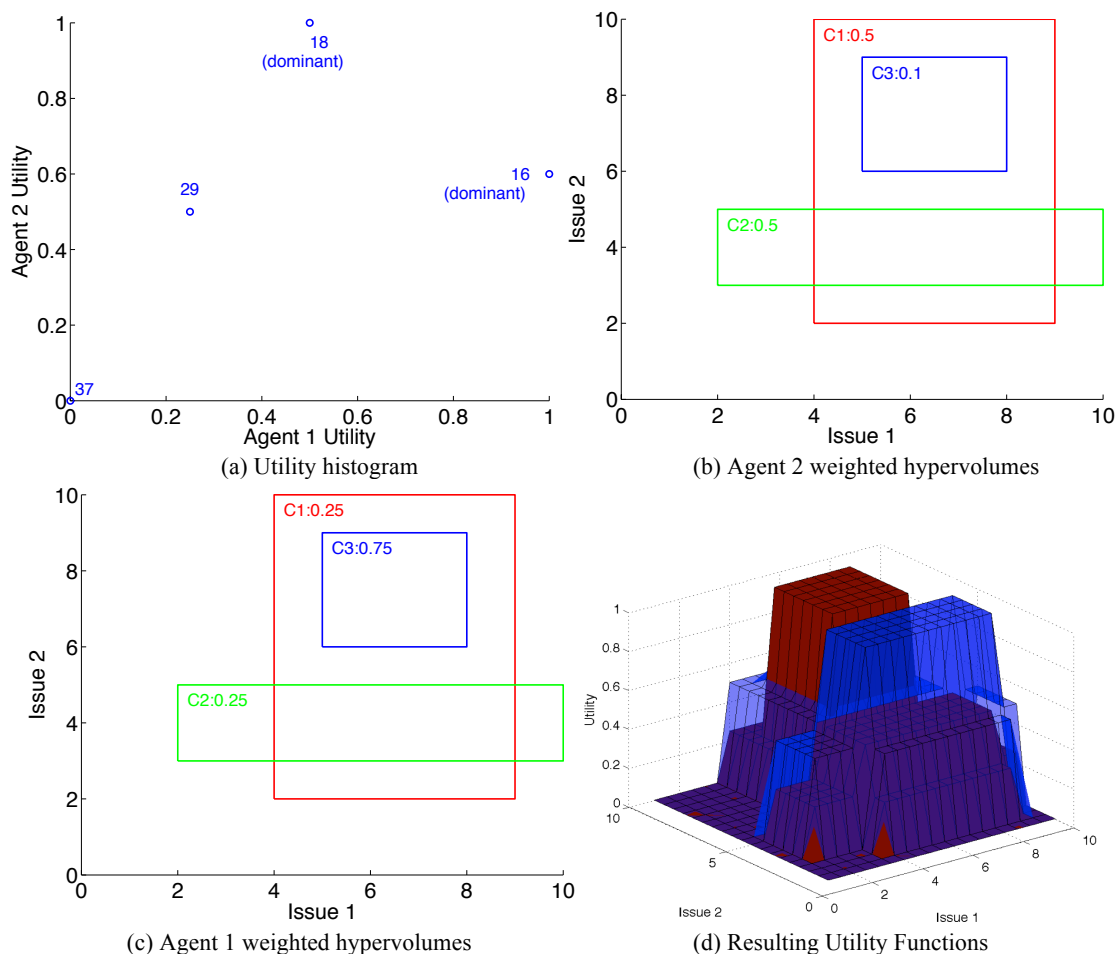 1
0.8
0.6
0.4
0.2
0
Agent 2 Utility
18
(dominant)
16
(dominant)
29
37
0 0.2 0.4 0.6 0.8 1
Agent 1 Utility
(a) Utility histogram
10
8
6
4
2
0
Issue 2
C1:0.5
C3:0.1
C2:0.5
0 2 4 6 8 10
Issue 1
(b) Agent 2 weighted hypervolumes
10
8
6
4
2
0
Issue 2
C1:0.25
C3:0.75
C2:0.25
0 2 4 6 8 10
Issue 1
(c) Agent 1 weighted hypervolumes
1
0.8
0.6
0.4
0.2
0
Utility
10
5
0
Issue 2
0
2
4
6
8
10
Issue 1
(d) Resulting Utility Functions